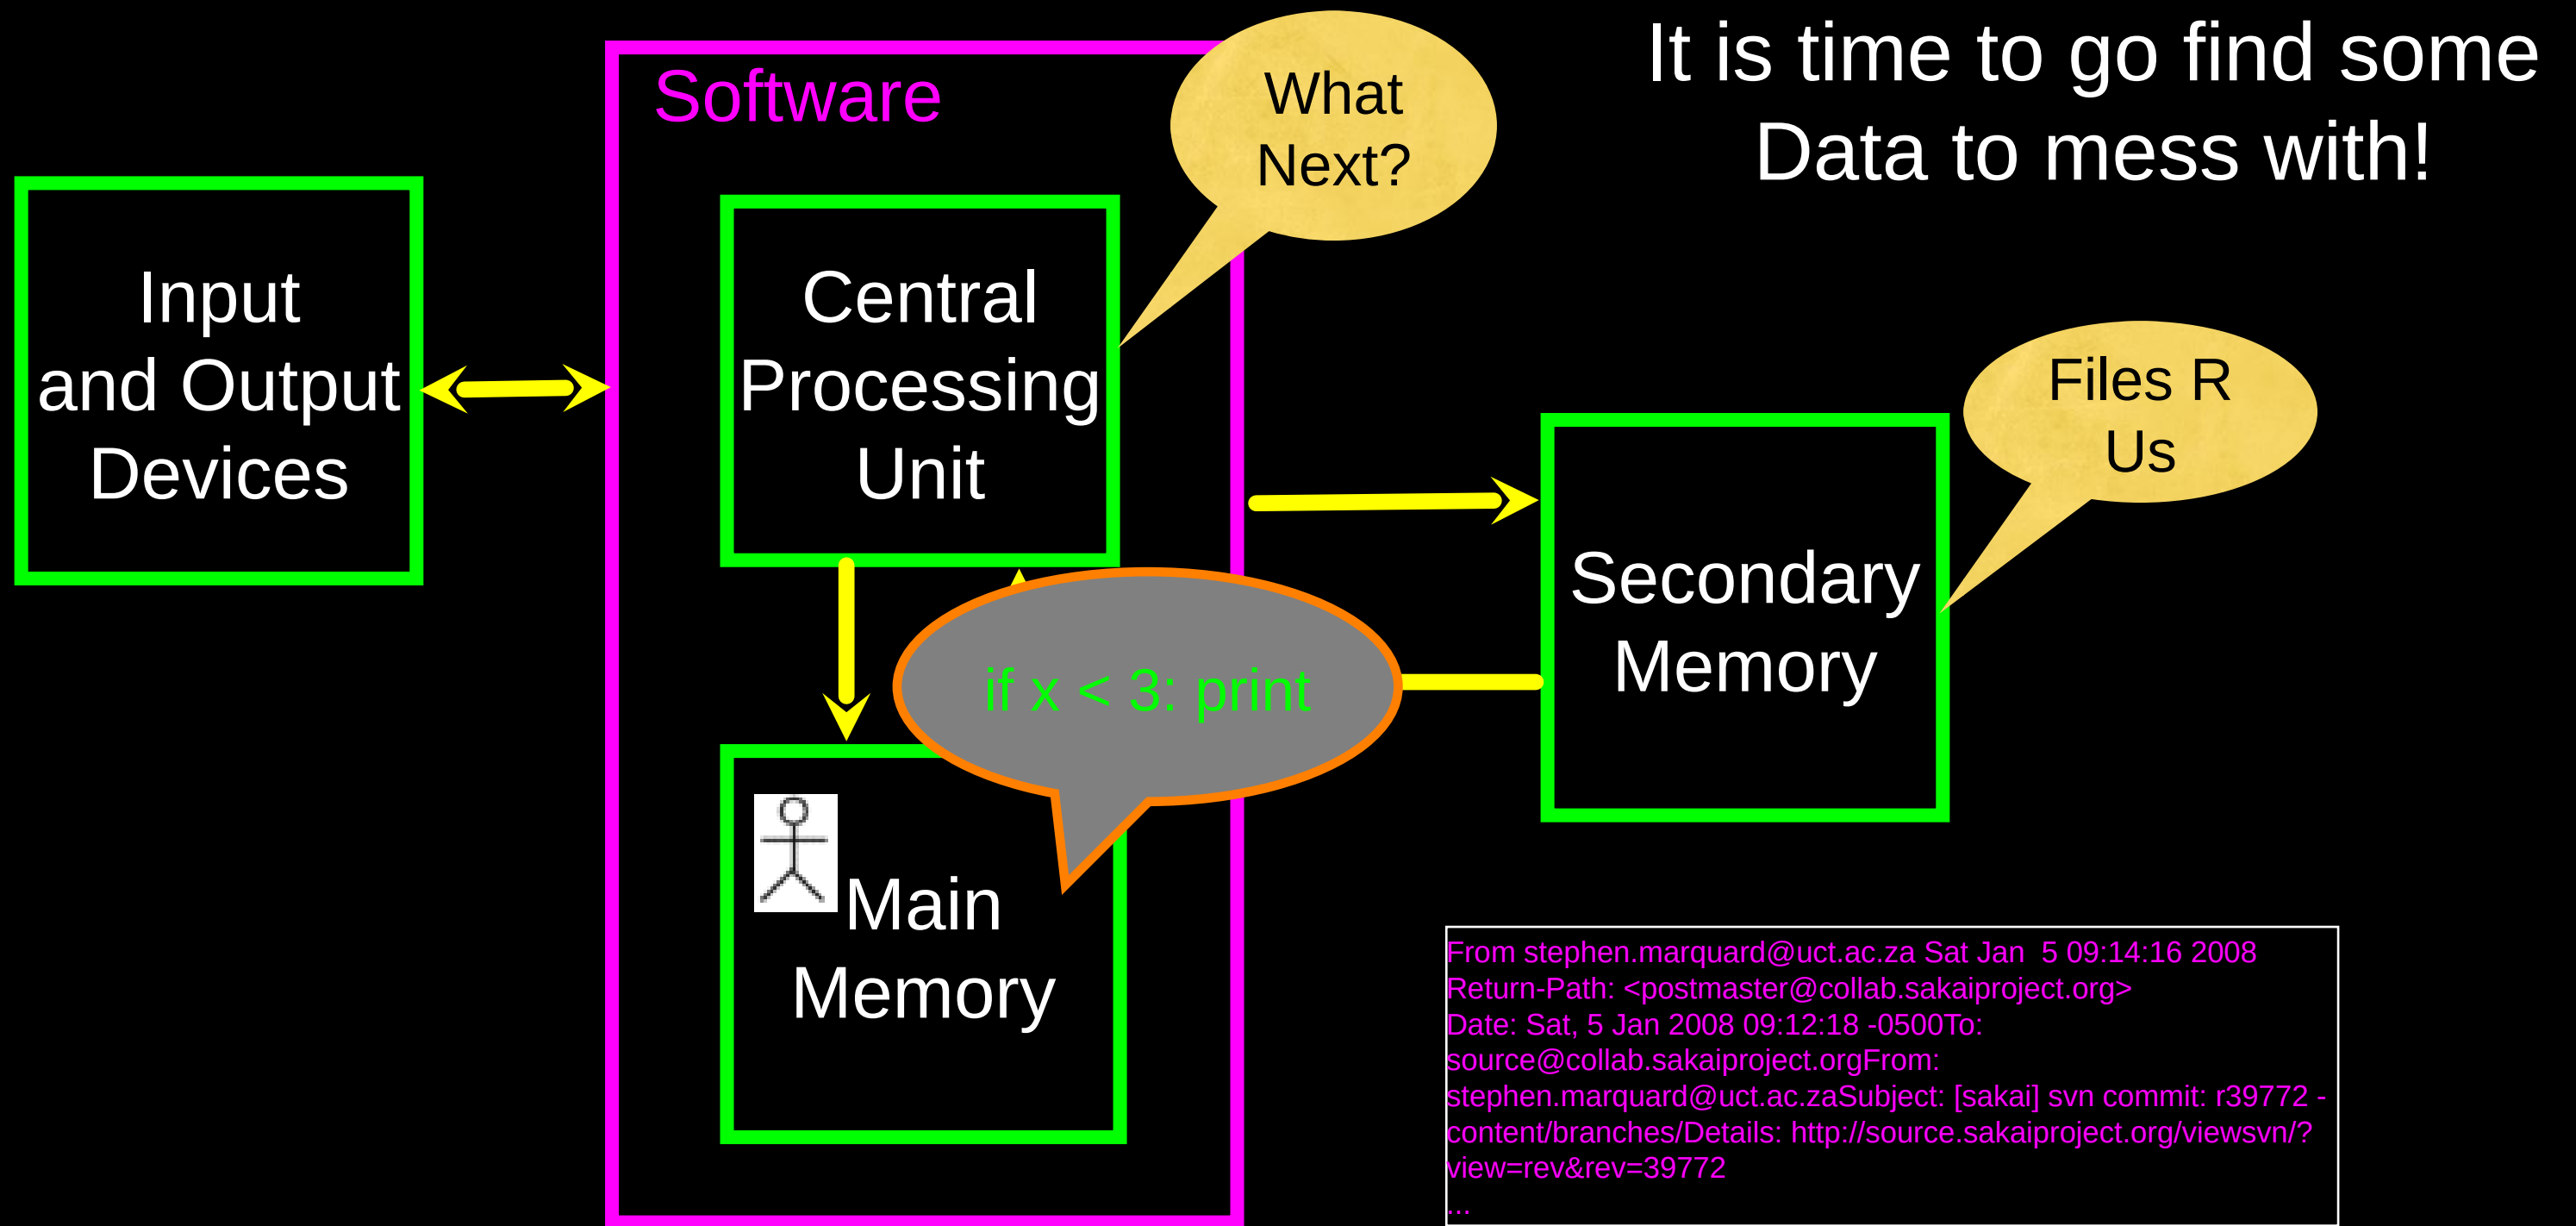 It is time to go find some
Data to mess with!
Software
What
Next?
Input
and Output
Devices
Central
Processing
Unit
Files R
Us
Secondary
Memory
if x < 3: print
Main
Memory
From stephen.marquard@uct.ac.za Sat Jan  5 09:14:16 2008
Return-Path: <postmaster@collab.sakaiproject.org>
Date: Sat, 5 Jan 2008 09:12:18 -0500To:
source@collab.sakaiproject.orgFrom:
stephen.marquard@uct.ac.zaSubject: [sakai] svn commit: r39772 -
content/branches/Details: http://source.sakaiproject.org/viewsvn/?
view=rev&rev=39772
...